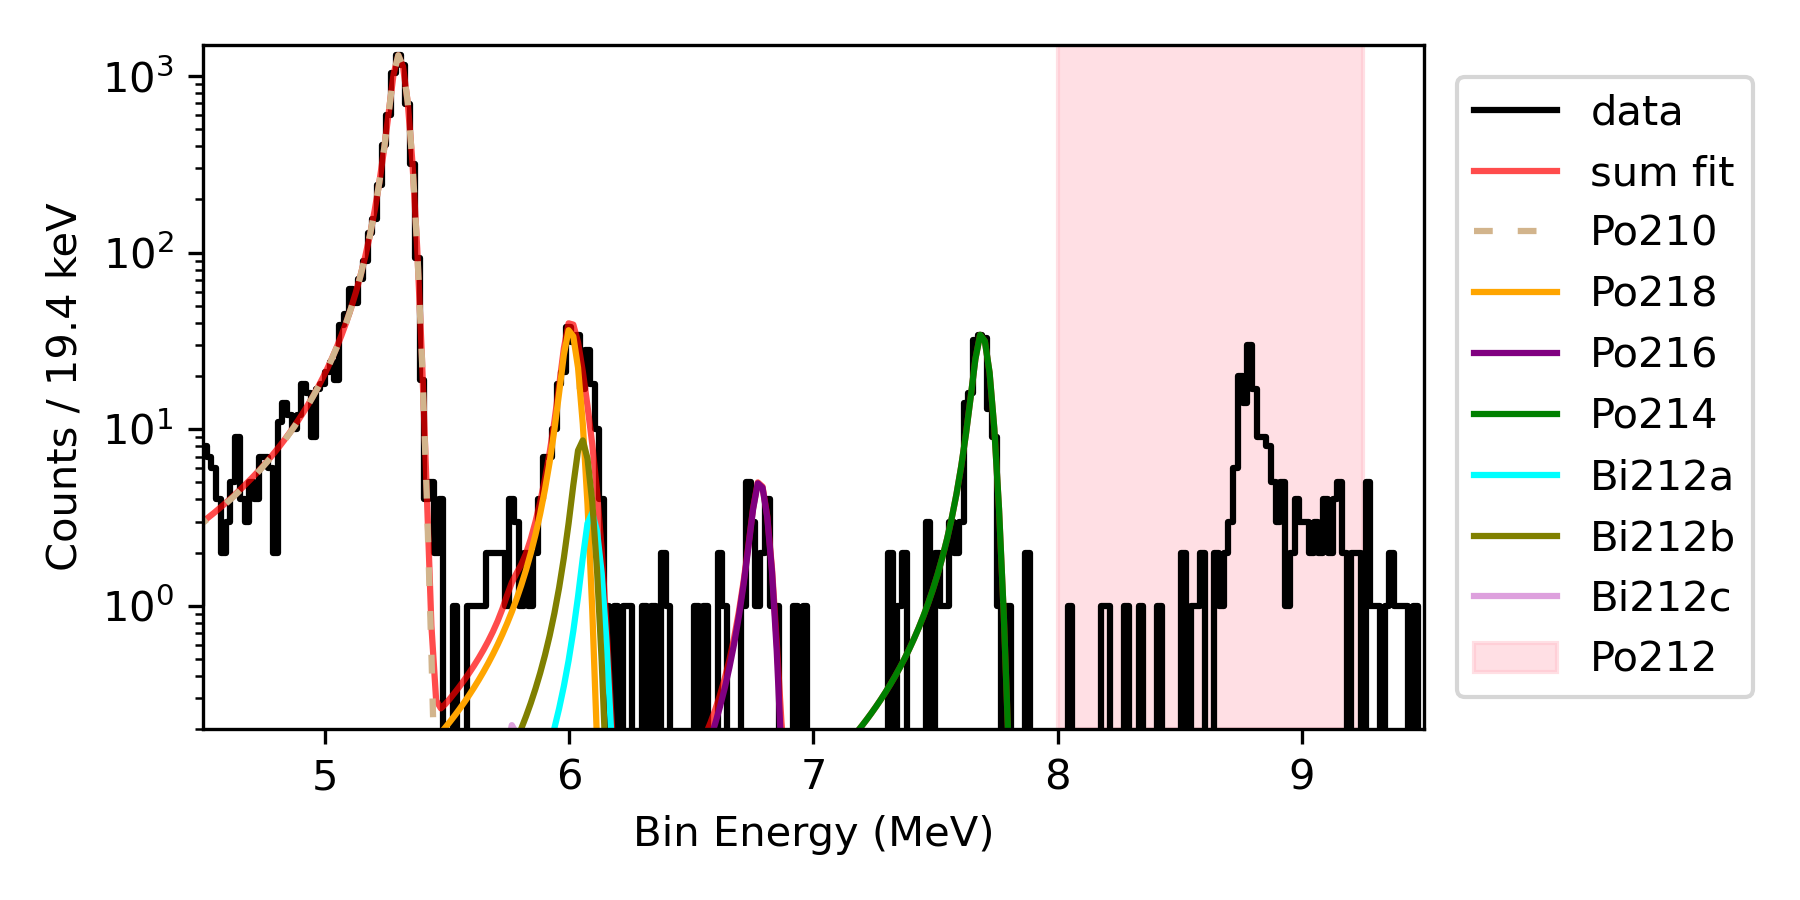 10³
10²
10¹
10⁰
Counts / 19.4 keV
5 6 7 8 9
Bin Energy (MeV)
data
sum fit
Po210
Po218
Po216
Po214
Bi212a
Bi212b
Bi212c
Po212